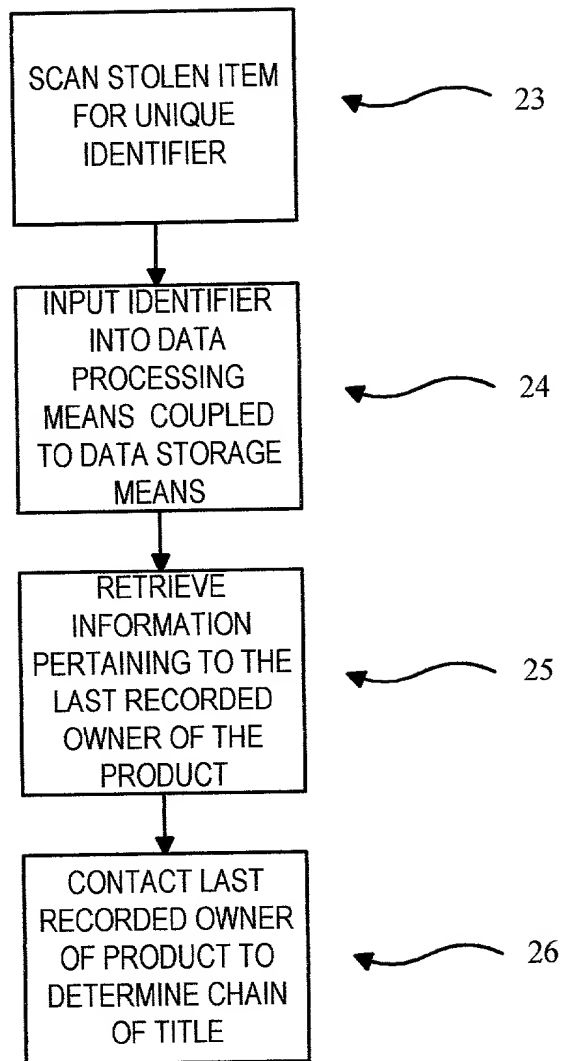 SCAN STOLEN ITEM
FOR UNIQUE
IDENTIFIER
23
INPUT IDENTIFIER
INTO DATA
PROCESSING
MEANS COUPLED
TO DATA STORAGE
MEANS
24
RETRIEVE
INFORMATION
PERTAINING TO THE
LAST RECORDED
OWNER OF THE
PRODUCT
25
CONTACT LAST
RECORDED OWNER
OF PRODUCT TO
DETERMINE CHAIN
OF TITLE
26